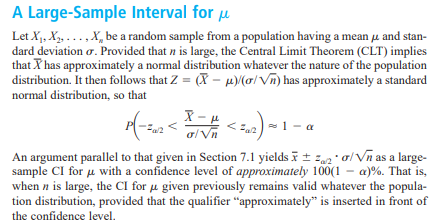 A Large-Sample Interval for μ
Let X₁, X₂, . . . , Xₙ be a random sample from a population having a mean μ and stan-
dard deviation σ. Provided that n is large, the Central Limit Theorem (CLT) implies
that X̄ has approximately a normal distribution whatever the nature of the population
distribution. It then follows that Z = (X̄ − μ)/(σ/√n) has approximately a standard
normal distribution, so that
P(−z_{α/2} < (X̄ − μ)/(σ/√n) < z_{α/2}) ≈ 1 − α
An argument parallel to that given in Section 7.1 yields x̄ ± z_{α/2} · σ/√n as a large-
sample CI for μ with a confidence level of approximately 100(1 − α)%. That is,
when n is large, the CI for μ given previously remains valid whatever the popula-
tion distribution, provided that the qualifier “approximately” is inserted in front of
the confidence level.